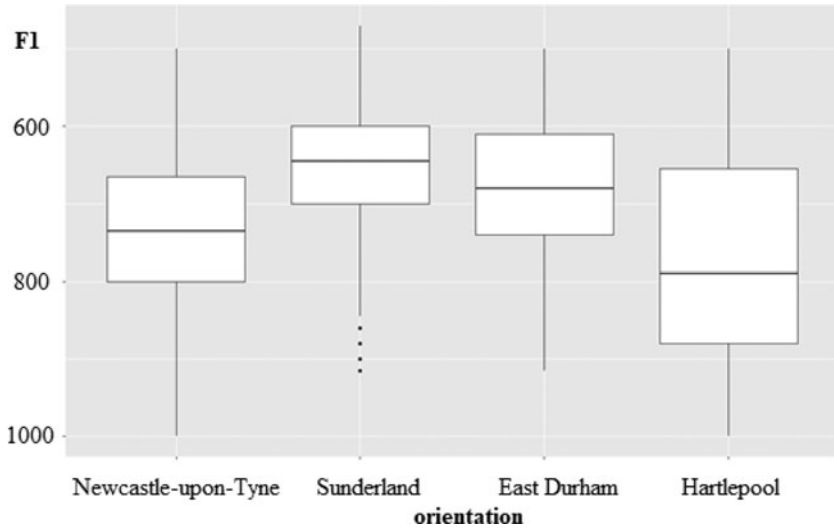 F1
600
800
1000
Newcastle-upon-Tyne Sunderland East Durham Hartlepool
orientation